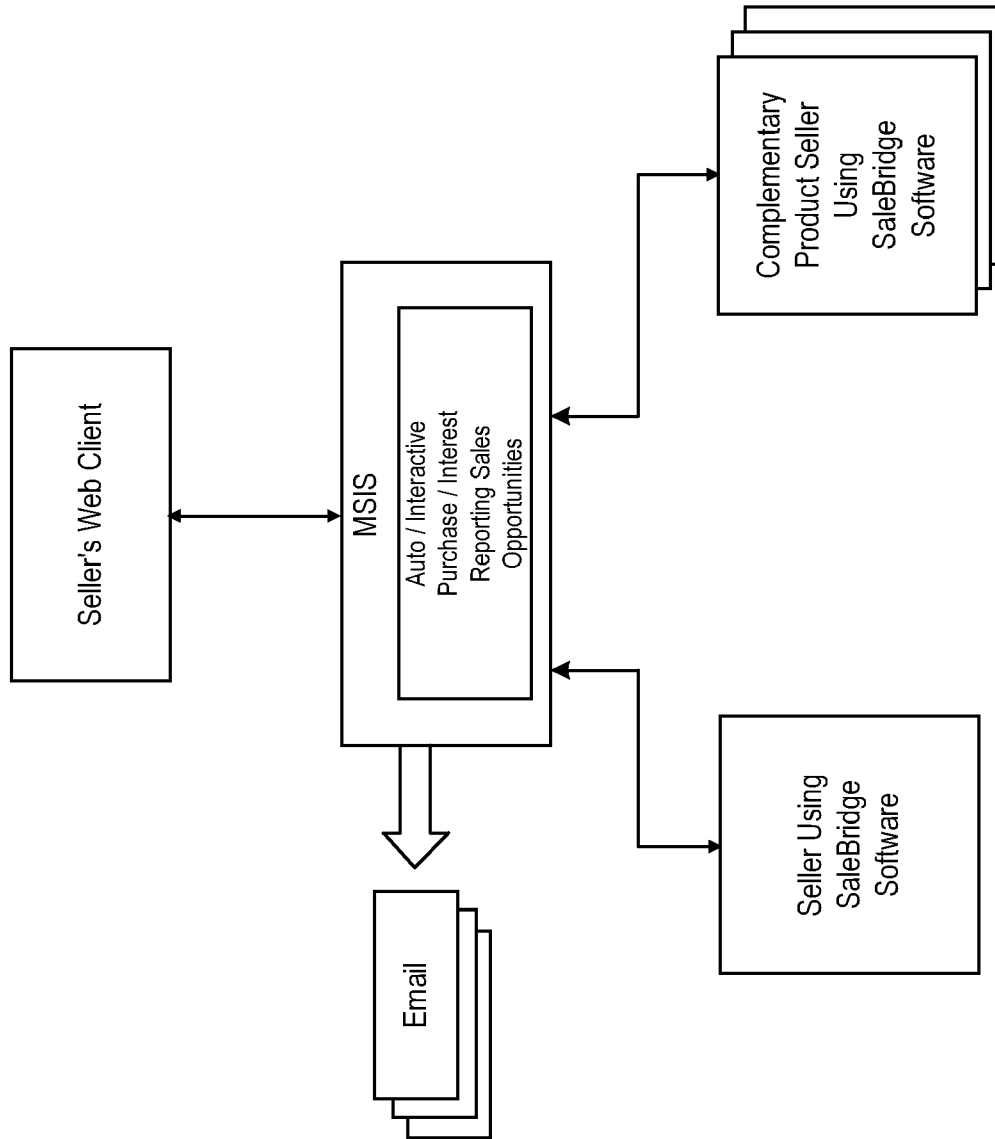 Seller's Web Client
MSIS
Auto / Interactive
Purchase / Interest
Reporting Sales
Opportunities
Email
Seller Using
SaleBridge
Software
Complementary
Product Seller
Using
SaleBridge
Software